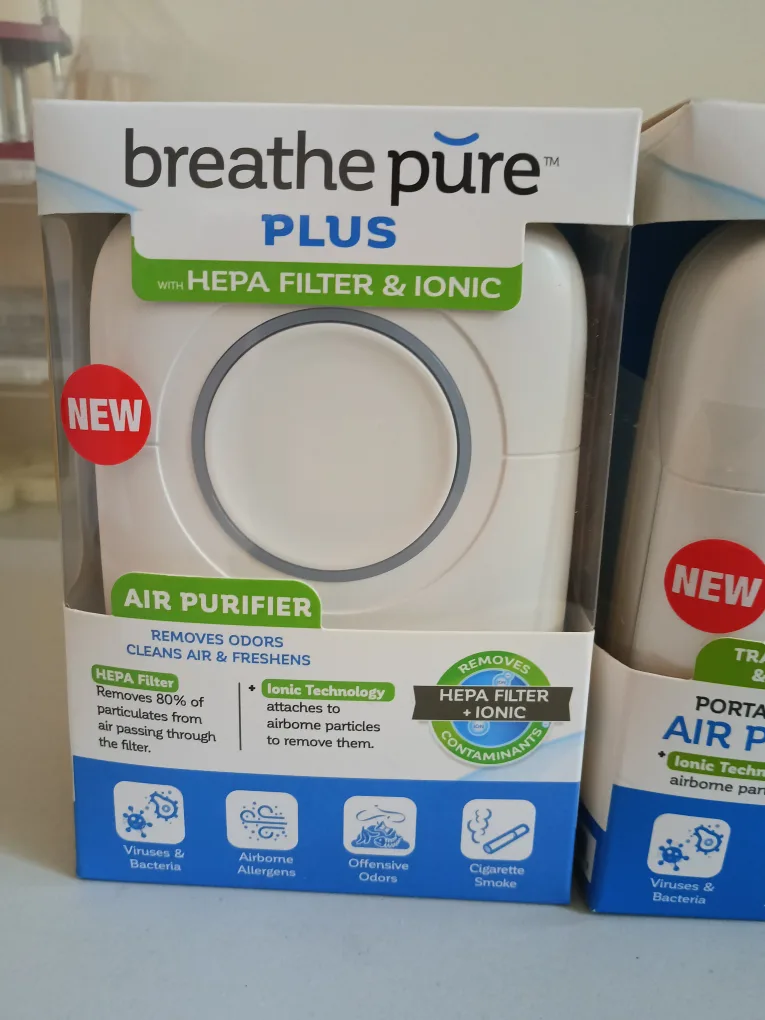 breathe pūre™
PLUS
WITH HEPA FILTER & IONIC
NEW
AIR PURIFIER
REMOVES ODORS
CLEANS AIR & FRESHENS
HEPA Filter
Removes 80% of
particulates from
air passing through
the filter.
+ Ionic Technology
attaches to
airborne particles
to remove them.
REMOVES
HEPA FILTER
+ IONIC
CONTAMINANTS
Viruses &
Bacteria
Airborne
Allergens
Offensive
Odors
Cigarette
Smoke
NEW
TRA
&
PORTA
AIR P
+ Ionic Techn
airborne par
Viruses &
Bacteria